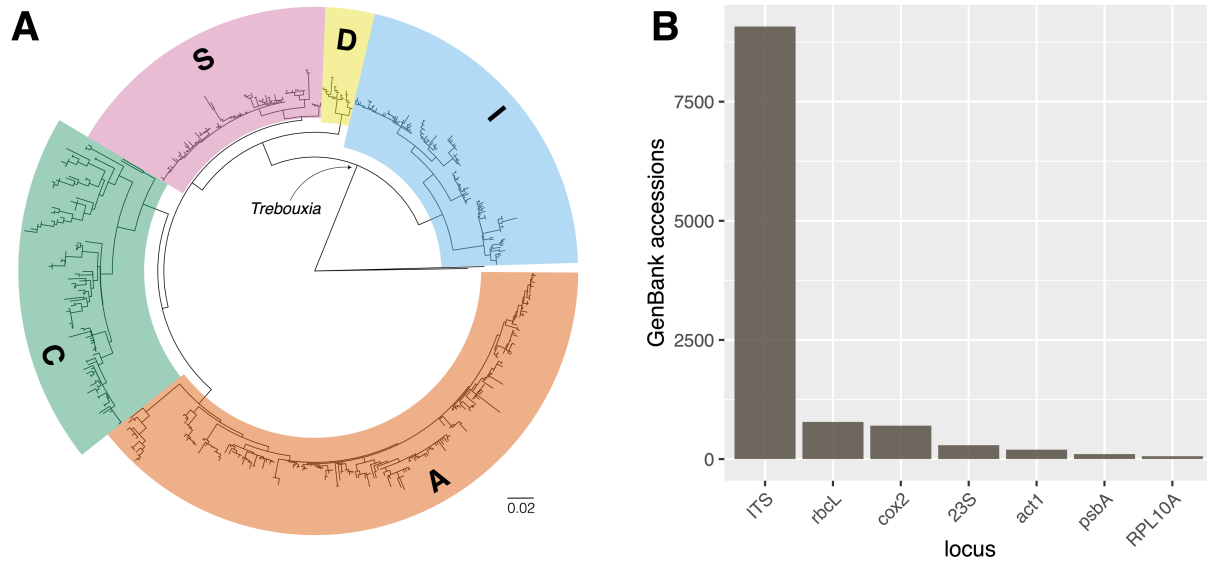 A
S
D
I
Trebouxia
C
A
0.02
B
GenBank accessions
7500
5000
2500
0
ITS
rbcL
cox2
23S
act1
psbA
RPL10A
locus